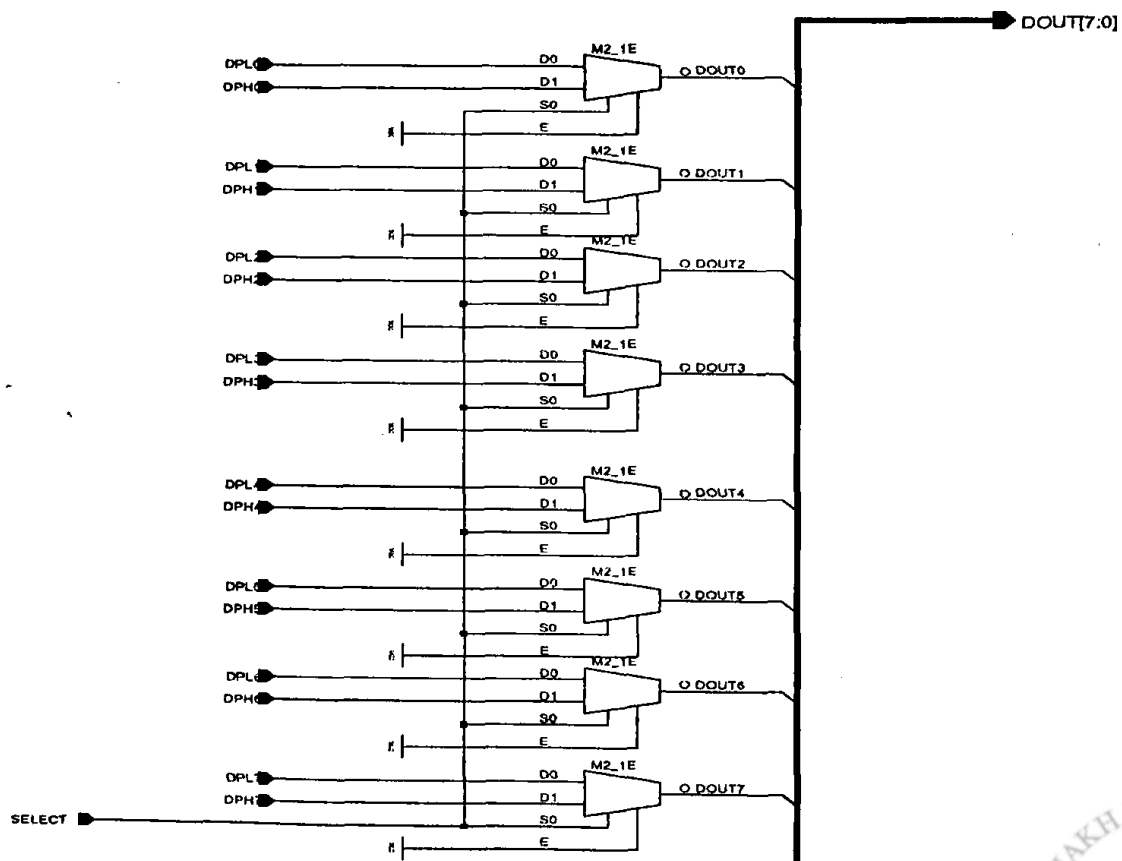 DOUT[7:0]
M2_1E
DPL0 D0
O DOUT0
DPH0 D1
S0
E
M2_1E
DPL1 D0
O DOUT1
DPH1 D1
S0
E
M2_1E
DPL2 D0
O DOUT2
DPH2 D1
S0
E
M2_1E
DPL3 D0
O DOUT3
DPH3 D1
S0
E
M2_1E
DPL4 D0
O DOUT4
DPH4 D1
S0
E
M2_1E
DPL5 D0
O DOUT5
DPH5 D1
S0
E
M2_1E
DPL6 D0
O DOUT6
DPH6 D1
S0
E
M2_1E
DPL7 D0
O DOUT7
DPH7 D1
SELECT S0
E